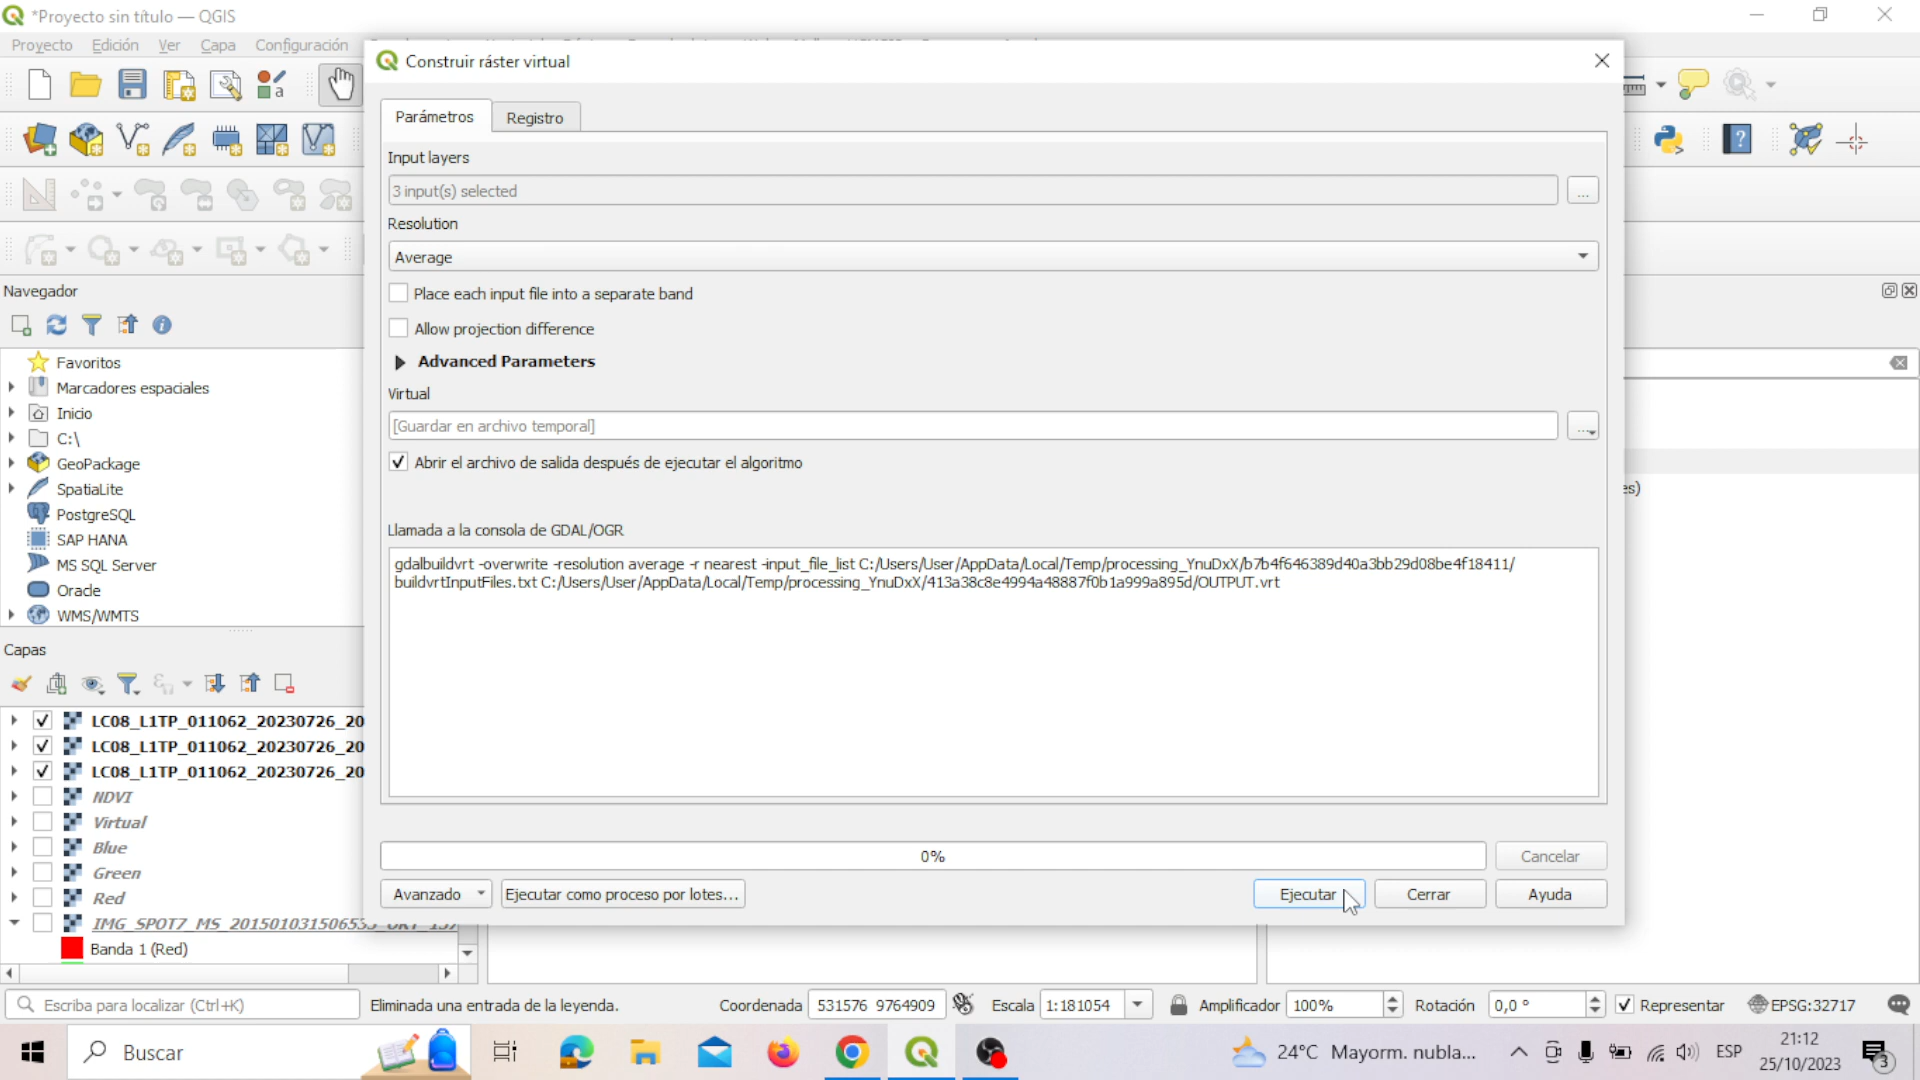 *Proyecto sin título — QGIS
Proyecto Edición Ver Capa Configuración
Construir ráster virtual
Parámetros Registro
Input layers
3 input(s) selected
...
Resolution
Average
Place each input file into a separate band
Allow projection difference
Advanced Parameters
Virtual
[Guardar en archivo temporal]
...
Abrir el archivo de salida después de ejecutar el algoritmo
Llamada a la consola de GDAL/OGR
gdalbuildvrt -overwrite -resolution average -r nearest -input_file_list C:/Users/User/AppData/Local/Temp/processing_YnuDxX/b7b4f646389d40a3bb29d08be4f18411/
buildvrtInputFiles.txt C:/Users/User/AppData/Local/Temp/processing_YnuDxX/413a38c8e4994a48887f0b1a999a895d/OUTPUT.vrt
0%
Cancelar
Avanzado Ejecutar como proceso por lotes... Ejecutar Cerrar Ayuda
es)
Navegador
Favoritos
Marcadores espaciales
Inicio
C:\
GeoPackage
SpatiaLite
PostgreSQL
SAP HANA
MS SQL Server
Oracle
WMS/WMTS
Capas
LC08_L1TP_011062_20230726_20
LC08_L1TP_011062_20230726_20
LC08_L1TP_011062_20230726_20
NDVI
Virtual
Blue
Green
Red
IMG_SPOT7_MS_201501031506533
Banda 1 (Red)
Escriba para localizar (Ctrl+K) Eliminada una entrada de la leyenda. Coordenada 531576 9764909 Escala 1:181054 Amplificador 100% Rotación 0,0 ° Representar EPSG:32717
Buscar 24°C Mayorm. nubla... ESP 21:12
25/10/2023 3